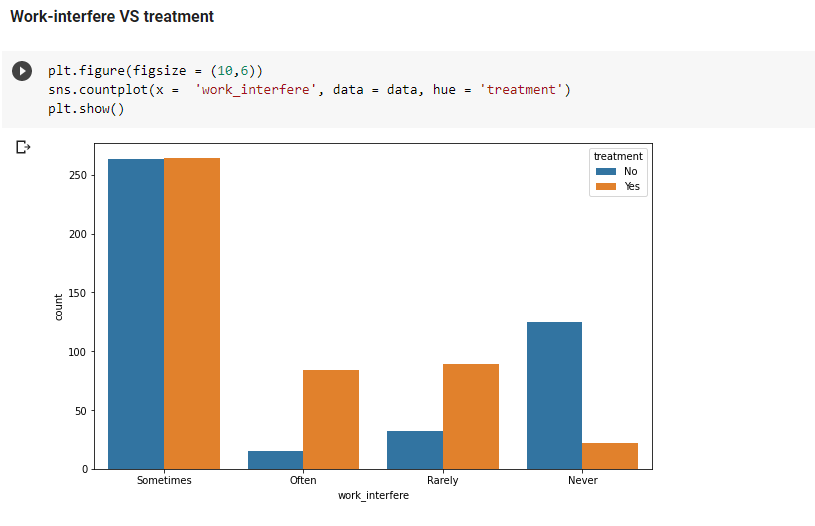 Work-interfere VS treatment
plt.figure(figsize = (10,6))
sns.countplot(x =  'work_interfere', data = data, hue = 'treatment')
plt.show()
treatment
No
Yes
250
200
150
100
50
0
count
Sometimes Often Rarely Never
work_interfere